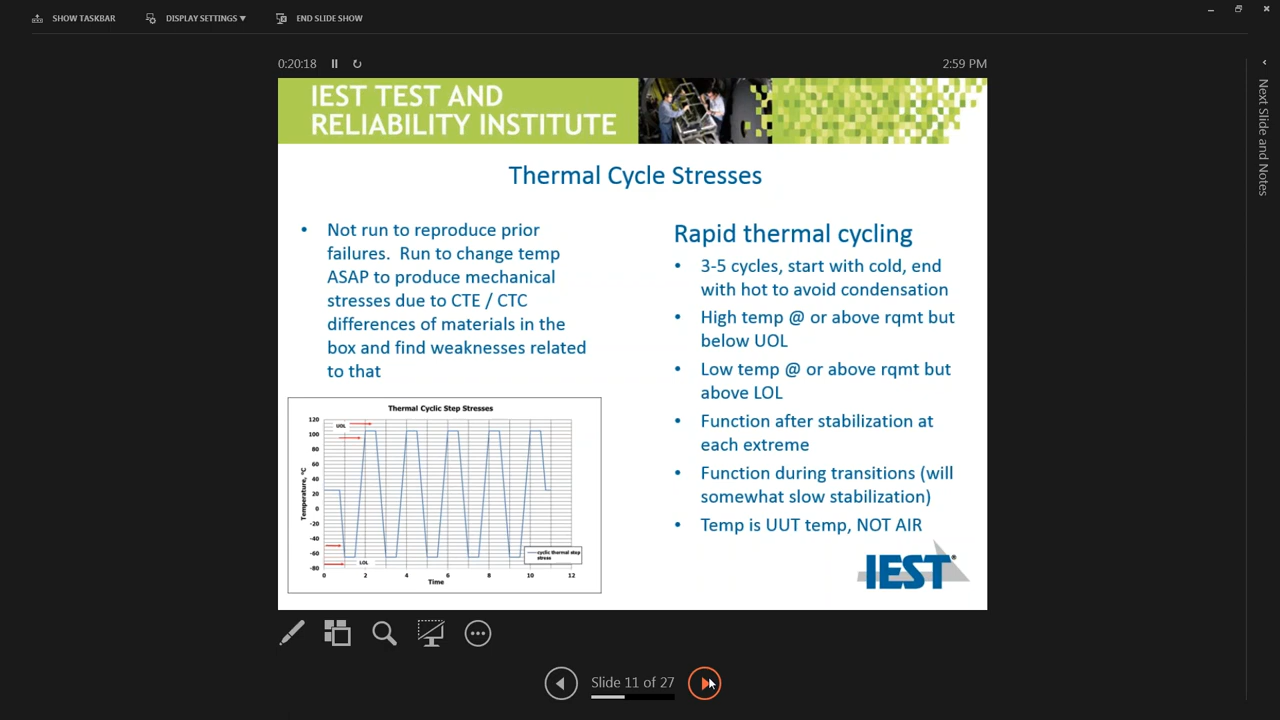 SHOW TASKBAR
DISPLAY SETTINGS ▼
END SLIDE SHOW
0:20:18
2:59 PM
Next Slide and Notes
IEST TEST AND
RELIABILITY INSTITUTE
Thermal Cycle Stresses
• Not run to reproduce prior
failures. Run to change temp
ASAP to produce mechanical
stresses due to CTE / CTC
differences of materials in the
box and find weaknesses related
to that
Thermal Cyclic Step Stresses
Temperature, °C
120
100
80
60
40
20
0
-20
-40
-60
-80
UOL
LOL
cyclic thermal step
stress
0 2 4 6 8 10 12
Time
Rapid thermal cycling
• 3-5 cycles, start with cold, end
with hot to avoid condensation
• High temp @ or above rqmt but
below UOL
• Low temp @ or above rqmt but
above LOL
• Function after stabilization at
each extreme
• Function during transitions (will
somewhat slow stabilization)
• Temp is UUT temp, NOT AIR
IEST®
Slide 11 of 27